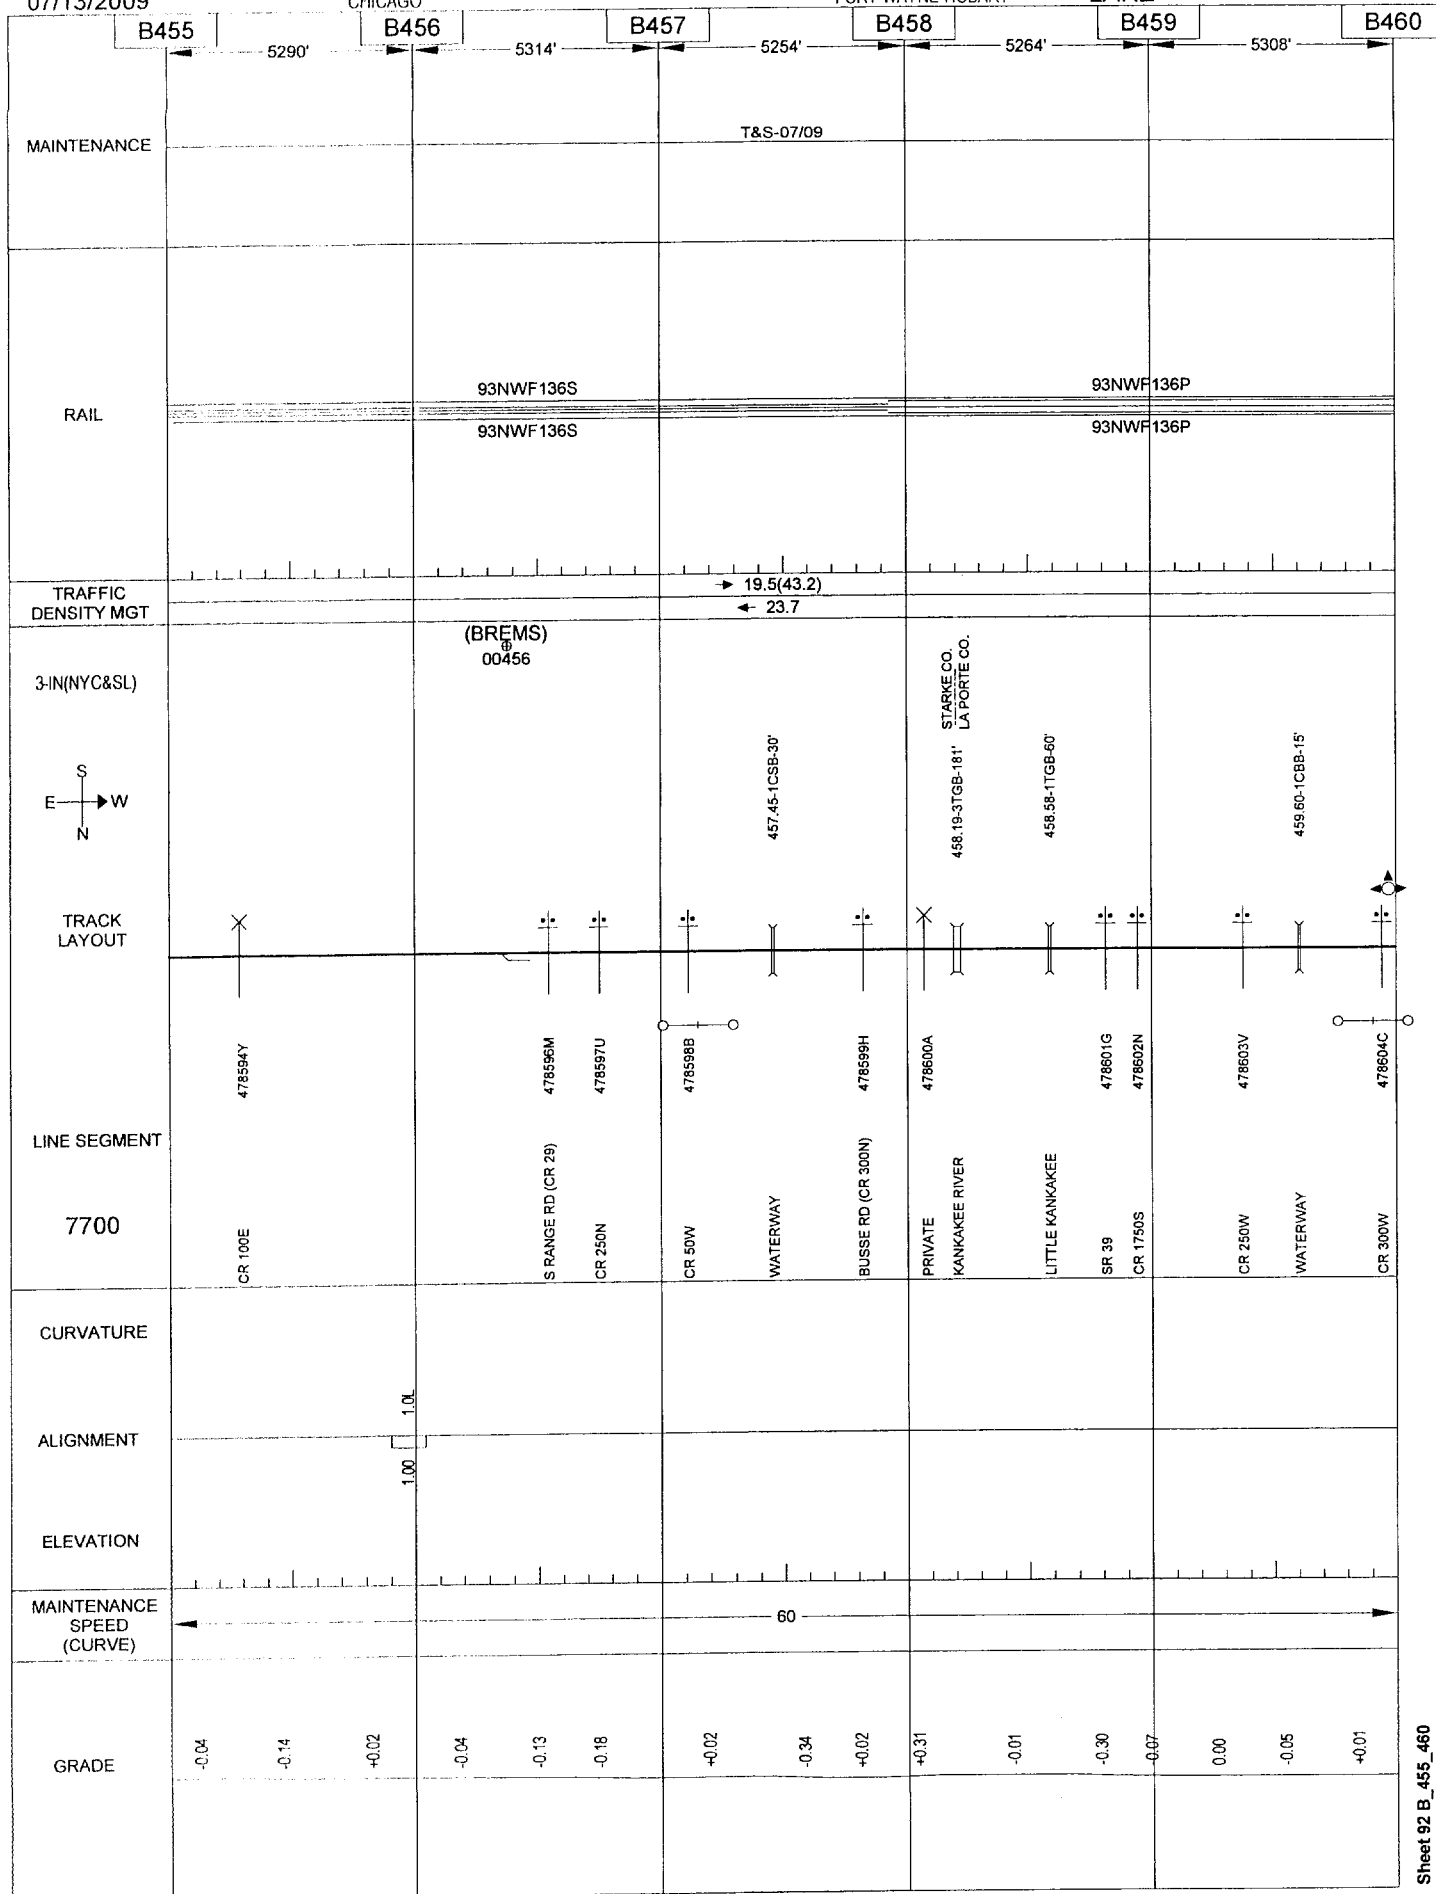 07/13/2009
CHICAGO
B455
B456
B457
B458
B459
B460
5290'
5314'
5254'
5264'
5308'
MAINTENANCE
T&S-07/09
RAIL
93NWF136S
93NWF136P
93NWF136S
93NWF136P
TRAFFIC
DENSITY MGT
19.5(43.2)
23.7
3-IN(NYC&SL)
(BREMS)
00456
STARKE CO.
LA PORTE CO.
S
E
W
N
457.45-1CSB-30'
458.19-3TGB-181'
458.58-1TGB-60'
459.60-1CBB-15'
TRACK
LAYOUT
478594Y
478596M
478597U
478598B
478599H
478600A
478601G
478602N
478603V
478604C
LINE SEGMENT
7700
CR 100E
S RANGE RD (CR 29)
CR 250N
CR 50W
WATERWAY
BUSSE RD (CR 300N)
PRIVATE
KANKAKEE RIVER
LITTLE KANKAKEE
SR 39
CR 1750S
CR 250W
WATERWAY
CR 300W
CURVATURE
1.0L
ALIGNMENT
1.00
ELEVATION
MAINTENANCE
SPEED
(CURVE)
60
GRADE
-0.04
-0.14
+0.02
-0.04
-0.13
-0.18
+0.02
-0.34
+0.02
+0.31
-0.01
-0.30
-0.07
0.00
-0.05
+0.01
Sheet 92 B_455_460